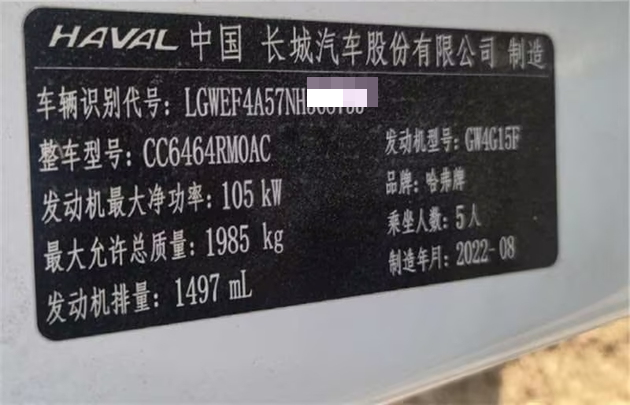 HAVAL 中国 长城汽车股份有限公司 制造
车辆识别代号: LGWEF4A57NH
整车型号: CC6464RM0AC 发动机型号: GW4G15F
发动机最大净功率: 105 kW 品牌: 哈弗牌
最大允许总质量: 1985 kg 乘坐人数: 5人
发动机排量: 1497 mL 制造年月: 2022-08